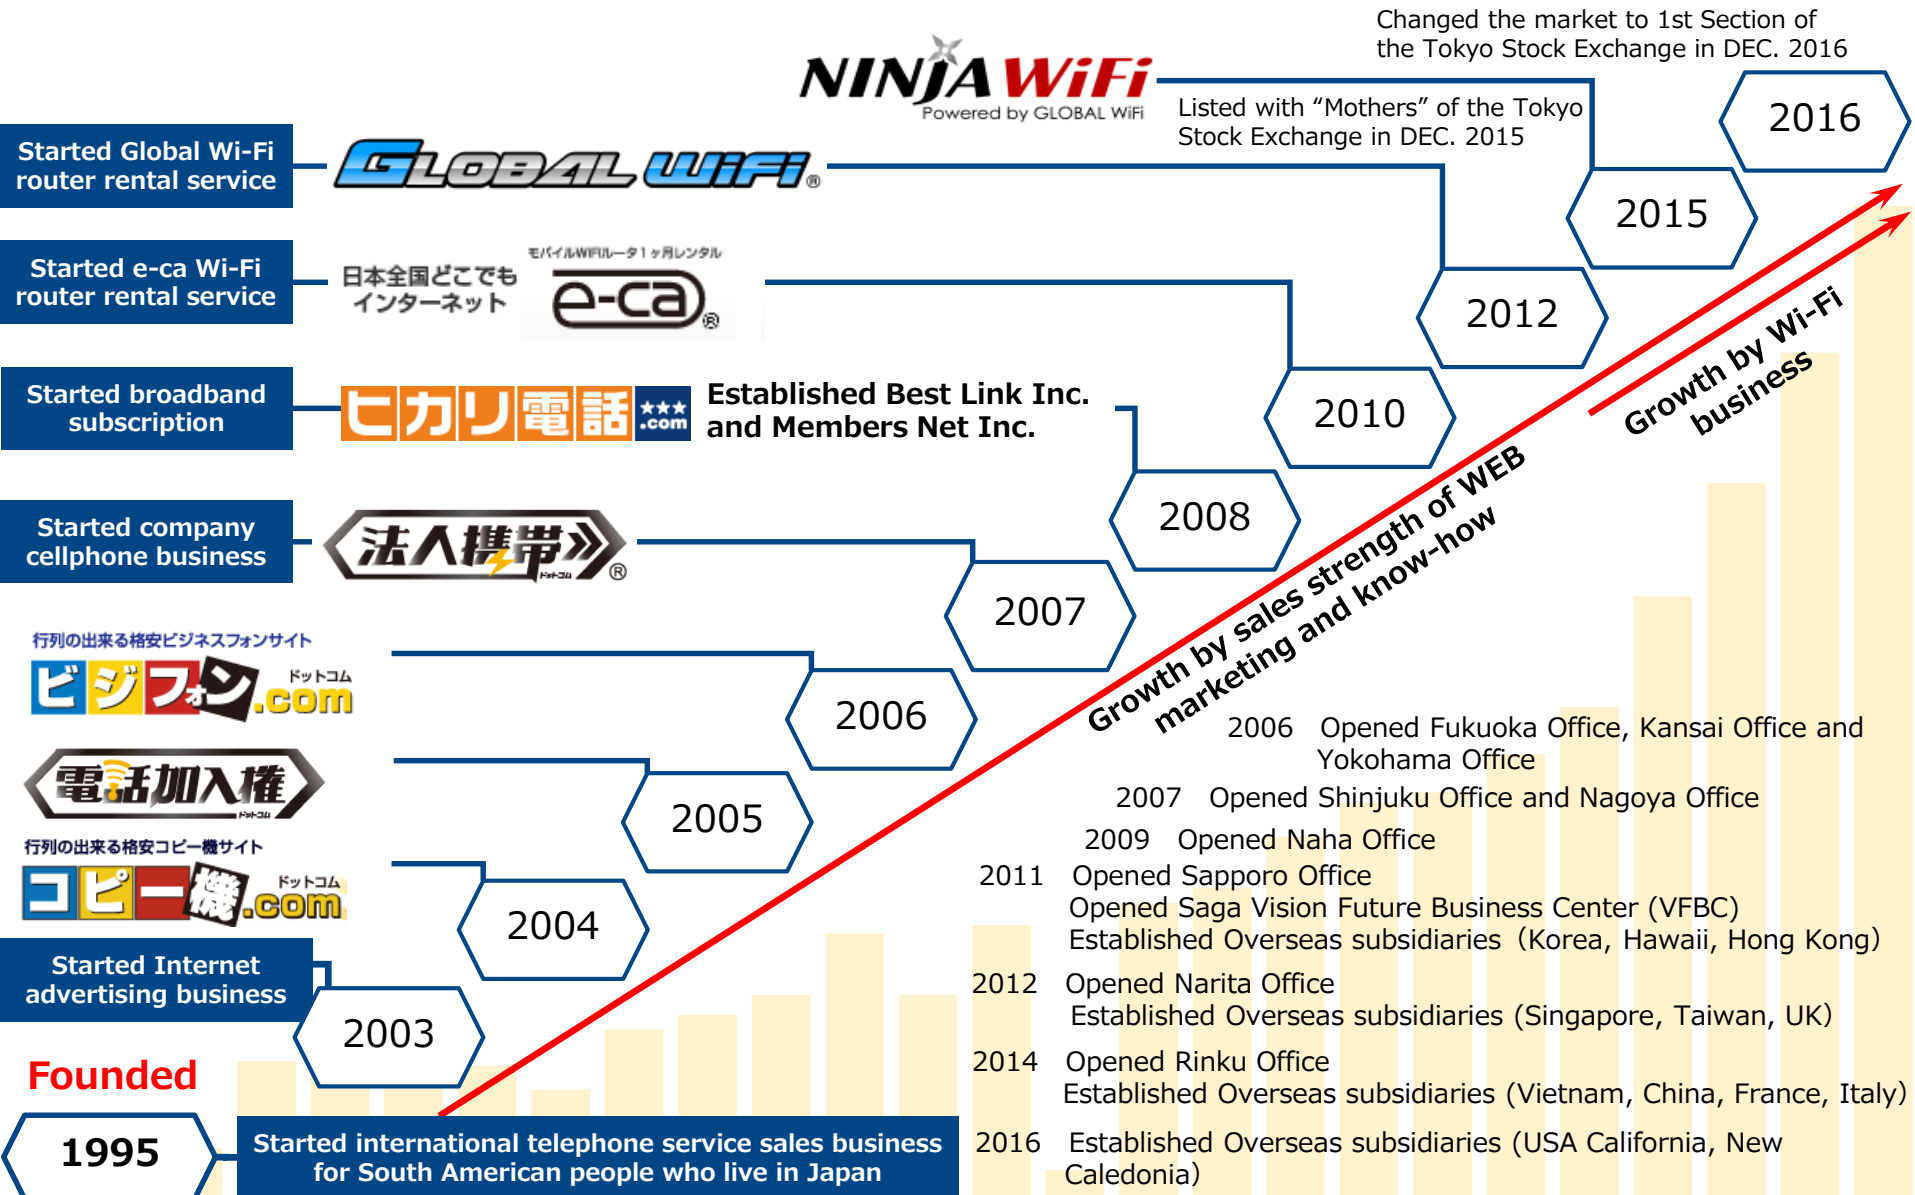 Changed the market to 1st Section of
the Tokyo Stock Exchange in DEC. 2016
NINJA WiFi
Powered by GLOBAL WiFi
Listed with “Mothers” of the Tokyo
Stock Exchange in DEC. 2015
2016
Started Global Wi-Fi
router rental service
GLOBAL WiFi®
2015
Started e-ca Wi-Fi
router rental service
日本全国どこでも
インターネット
モバイルWIFIルータ1ヶ月レンタル
e-ca®
2012
Growth by Wi-Fi
business
Started broadband
subscription
ヒカリ電話
★★★
.com
Established Best Link Inc.
and Members Net Inc.
2010
Started company
cellphone business
法人携帯
ドットコム
®
2008
Growth by sales strength of WEB
marketing and know-how
2007
行列の出来る格安ビジネスフォンサイト
ビジフォン.com
ドットコム
2006
電話加入権
ドットコム
2005
行列の出来る格安コピー機サイト
コピー機.com
ドットコム
2004
Started Internet
advertising business
2003
Founded
1995
Started international telephone service sales business
for South American people who live in Japan
2006 Opened Fukuoka Office, Kansai Office and
Yokohama Office
2007 Opened Shinjuku Office and Nagoya Office
2009 Opened Naha Office
2011 Opened Sapporo Office
Opened Saga Vision Future Business Center (VFBC)
Established Overseas subsidiaries（Korea, Hawaii, Hong Kong）
2012 Opened Narita Office
Established Overseas subsidiaries (Singapore, Taiwan, UK）
2014 Opened Rinku Office
Established Overseas subsidiaries (Vietnam, China, France, Italy）
2016 Established Overseas subsidiaries (USA California, New
Caledonia）